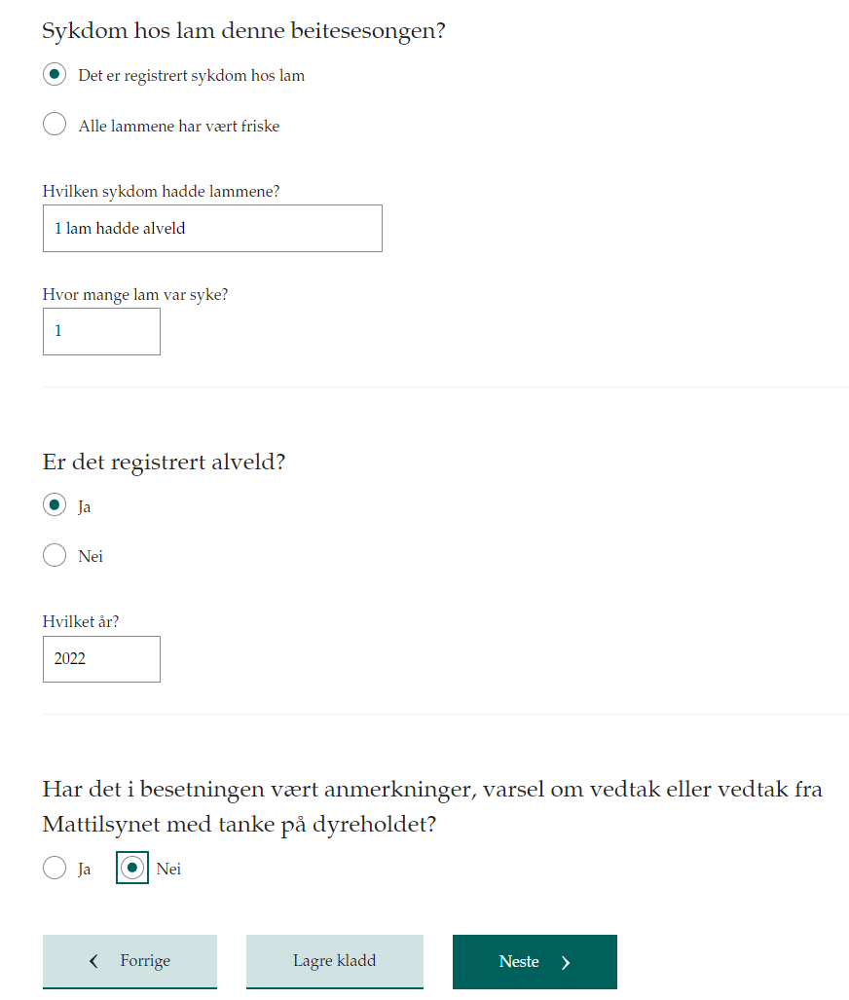 Sykdom hos lam denne beitesesongen?
Det er registrert sykdom hos lam
Alle lammene har vært friske
Hvilken sykdom hadde lammene?
1 lam hadde alveld
Hvor mange lam var syke?
1
Er det registrert alveld?
Ja
Nei
Hvilket år?
2022
Har det i besetningen vært anmerkninger, varsel om vedtak eller vedtak fra
Mattilsynet med tanke på dyreholdet?
Ja Nei
Forrige Lagre kladd Neste